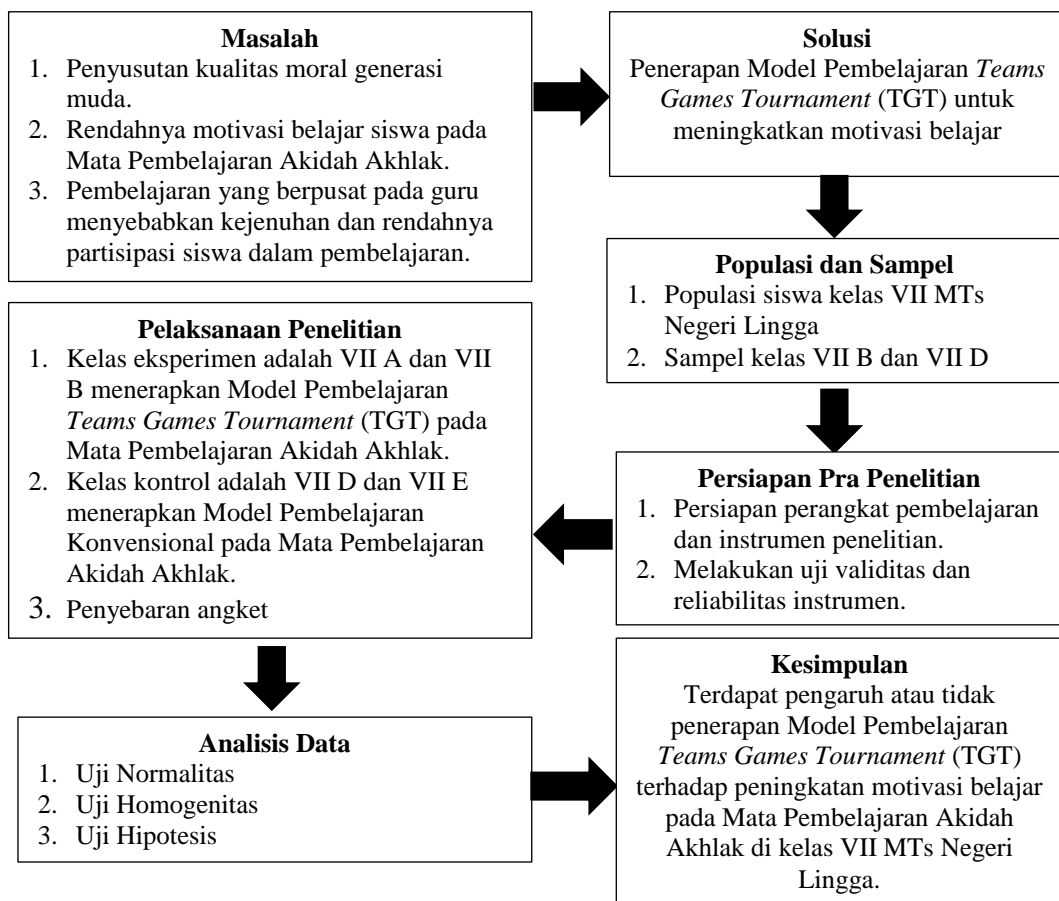 Masalah
1. Penyusutan kualitas moral generasi
muda.
2. Rendahnya motivasi belajar siswa pada
Mata Pembelajaran Akidah Akhlak.
3. Pembelajaran yang berpusat pada guru
menyebabkan kejenuhan dan rendahnya
partisipasi siswa dalam pembelajaran.
Solusi
Penerapan Model Pembelajaran Teams
Games Tournament (TGT) untuk
meningkatkan motivasi belajar
Populasi dan Sampel
1. Populasi siswa kelas VII MTs
Negeri Lingga
2. Sampel kelas VII B dan VII D
Persiapan Pra Penelitian
1. Persiapan perangkat pembelajaran
dan instrumen penelitian.
2. Melakukan uji validitas dan
reliabilitas instrumen.
Pelaksanaan Penelitian
1. Kelas eksperimen adalah VII A dan VII
B menerapkan Model Pembelajaran
Teams Games Tournament (TGT) pada
Mata Pembelajaran Akidah Akhlak.
2. Kelas kontrol adalah VII D dan VII E
menerapkan Model Pembelajaran
Konvensional pada Mata Pembelajaran
Akidah Akhlak.
3. Penyebaran angket
Analisis Data
1. Uji Normalitas
2. Uji Homogenitas
3. Uji Hipotesis
Kesimpulan
Terdapat pengaruh atau tidak
penerapan Model Pembelajaran
Teams Games Tournament (TGT)
terhadap peningkatan motivasi belajar
pada Mata Pembelajaran Akidah
Akhlak di kelas VII MTs Negeri
Lingga.